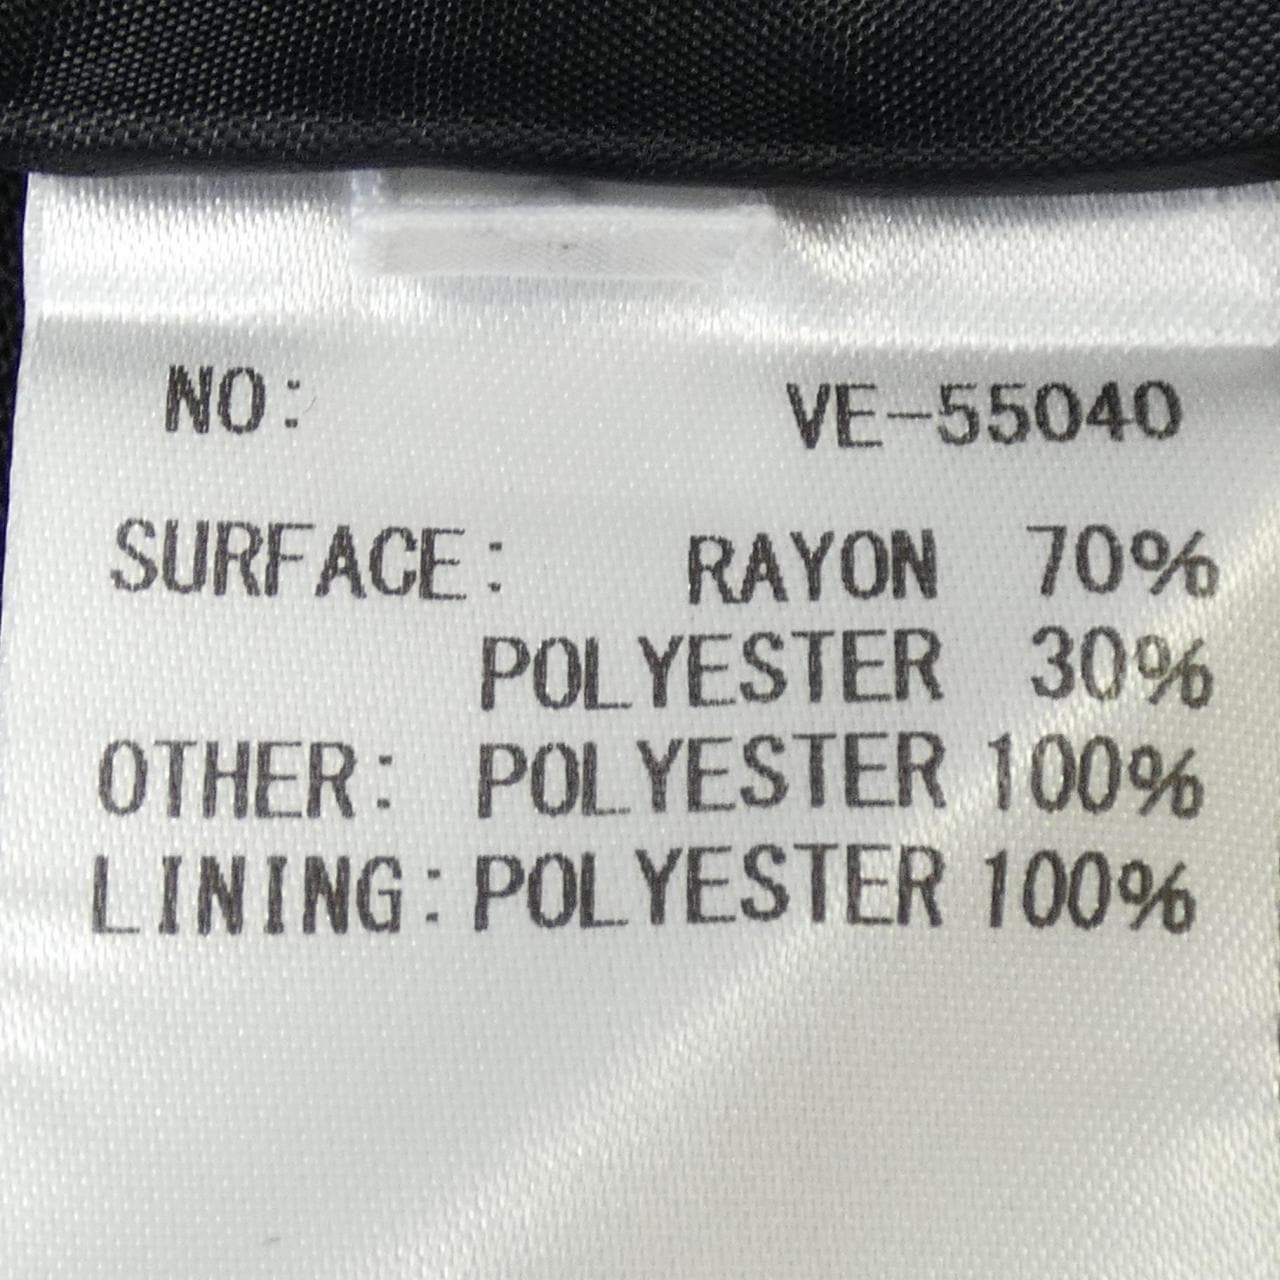 NO: VE-55040
SURFACE: RAYON 70%
POLYESTER 30%
OTHER: POLYESTER 100%
LINING: POLYESTER 100%